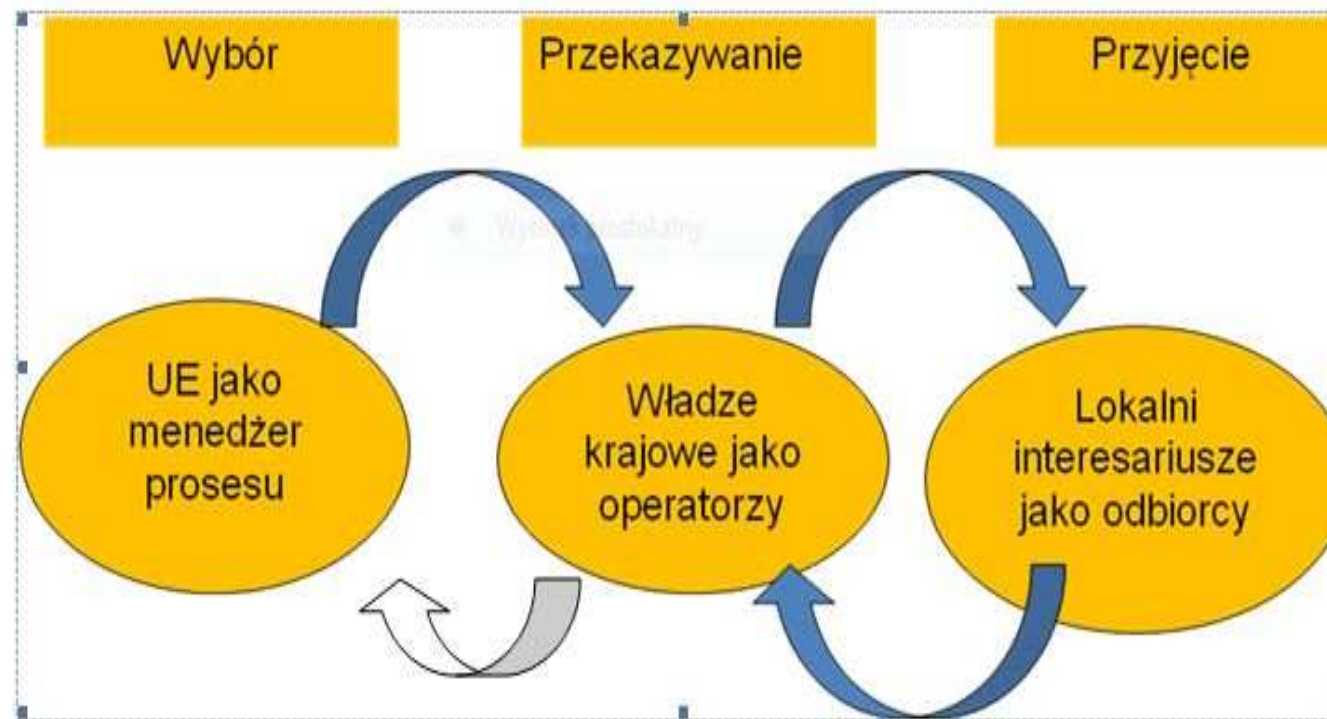 Wybór
Przekazywanie
Przyjęcie
UE jako
menedżer
prosesu
Władze
krajowe jako
operatorzy
Lokalni
interesariusze
jako odbiorcy